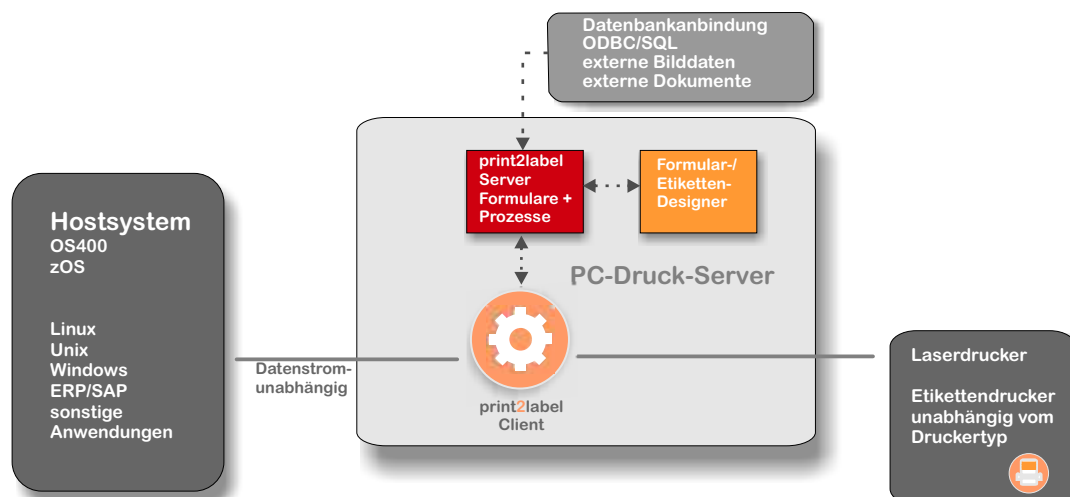 Datenbankanbindung
ODBC/SQL
externe Bilddaten
externe Dokumente
print2label
Server
Formulare +
Prozesse
Formular-/
Etiketten-
Designer
Hostsystem
OS400
zOS
Linux
Unix
Windows
ERP/SAP
sonstige
Anwendungen
PC-Druck-Server
Datenstrom-
unabhängig
print2label
Client
Laserdrucker
Etikettendrucker
unabhängig vom
Druckertyp